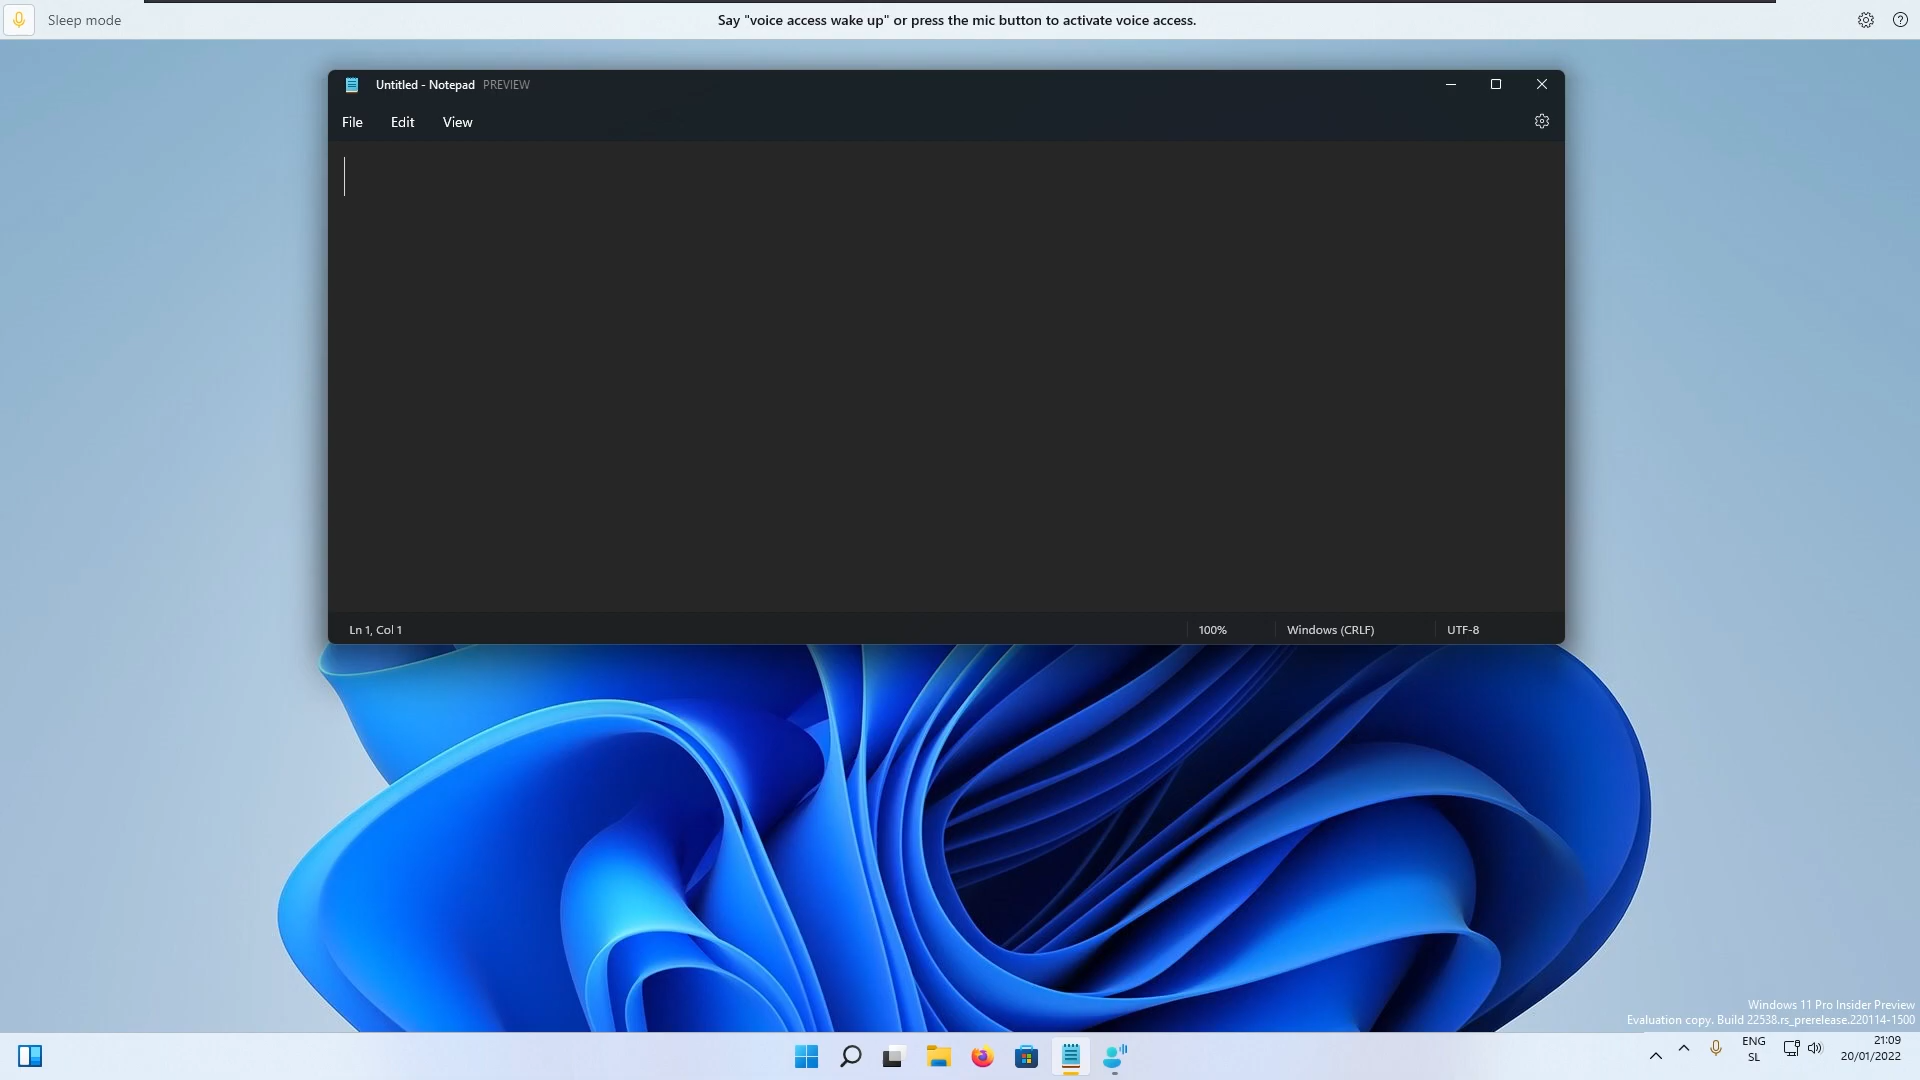 Sleep mode
Say "voice access wake up" or press the mic button to activate voice access.
Untitled - Notepad PREVIEW
File Edit View
Ln 1, Col 1 100% Windows (CRLF) UTF-8
Windows 11 Pro Insider Preview
Evaluation copy. Build 22538.rs_prerelease.220114-1500
ENG 21:09
SL 20/01/2022